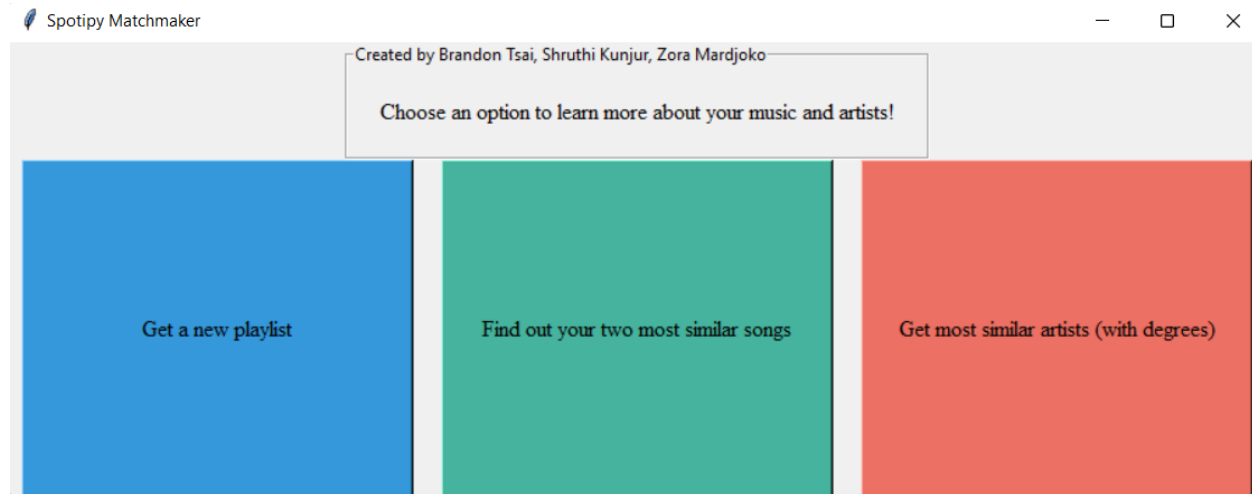 Spotipy Matchmaker
Created by Brandon Tsai, Shruthi Kunjur, Zora Mardjoko
Choose an option to learn more about your music and artists!
Get a new playlist
Find out your two most similar songs
Get most similar artists (with degrees)